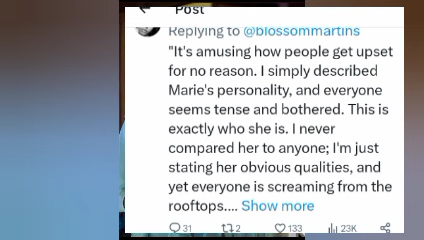 Post
Replying to @blossommartins
"It's amusing how people get upset
for no reason. I simply described
Marie's personality, and everyone
seems tense and bothered. This is
exactly who she is. I never
compared her to anyone; I'm just
stating her obvious qualities, and
yet everyone is screaming from the
rooftops.... Show more
31 2 133 23K